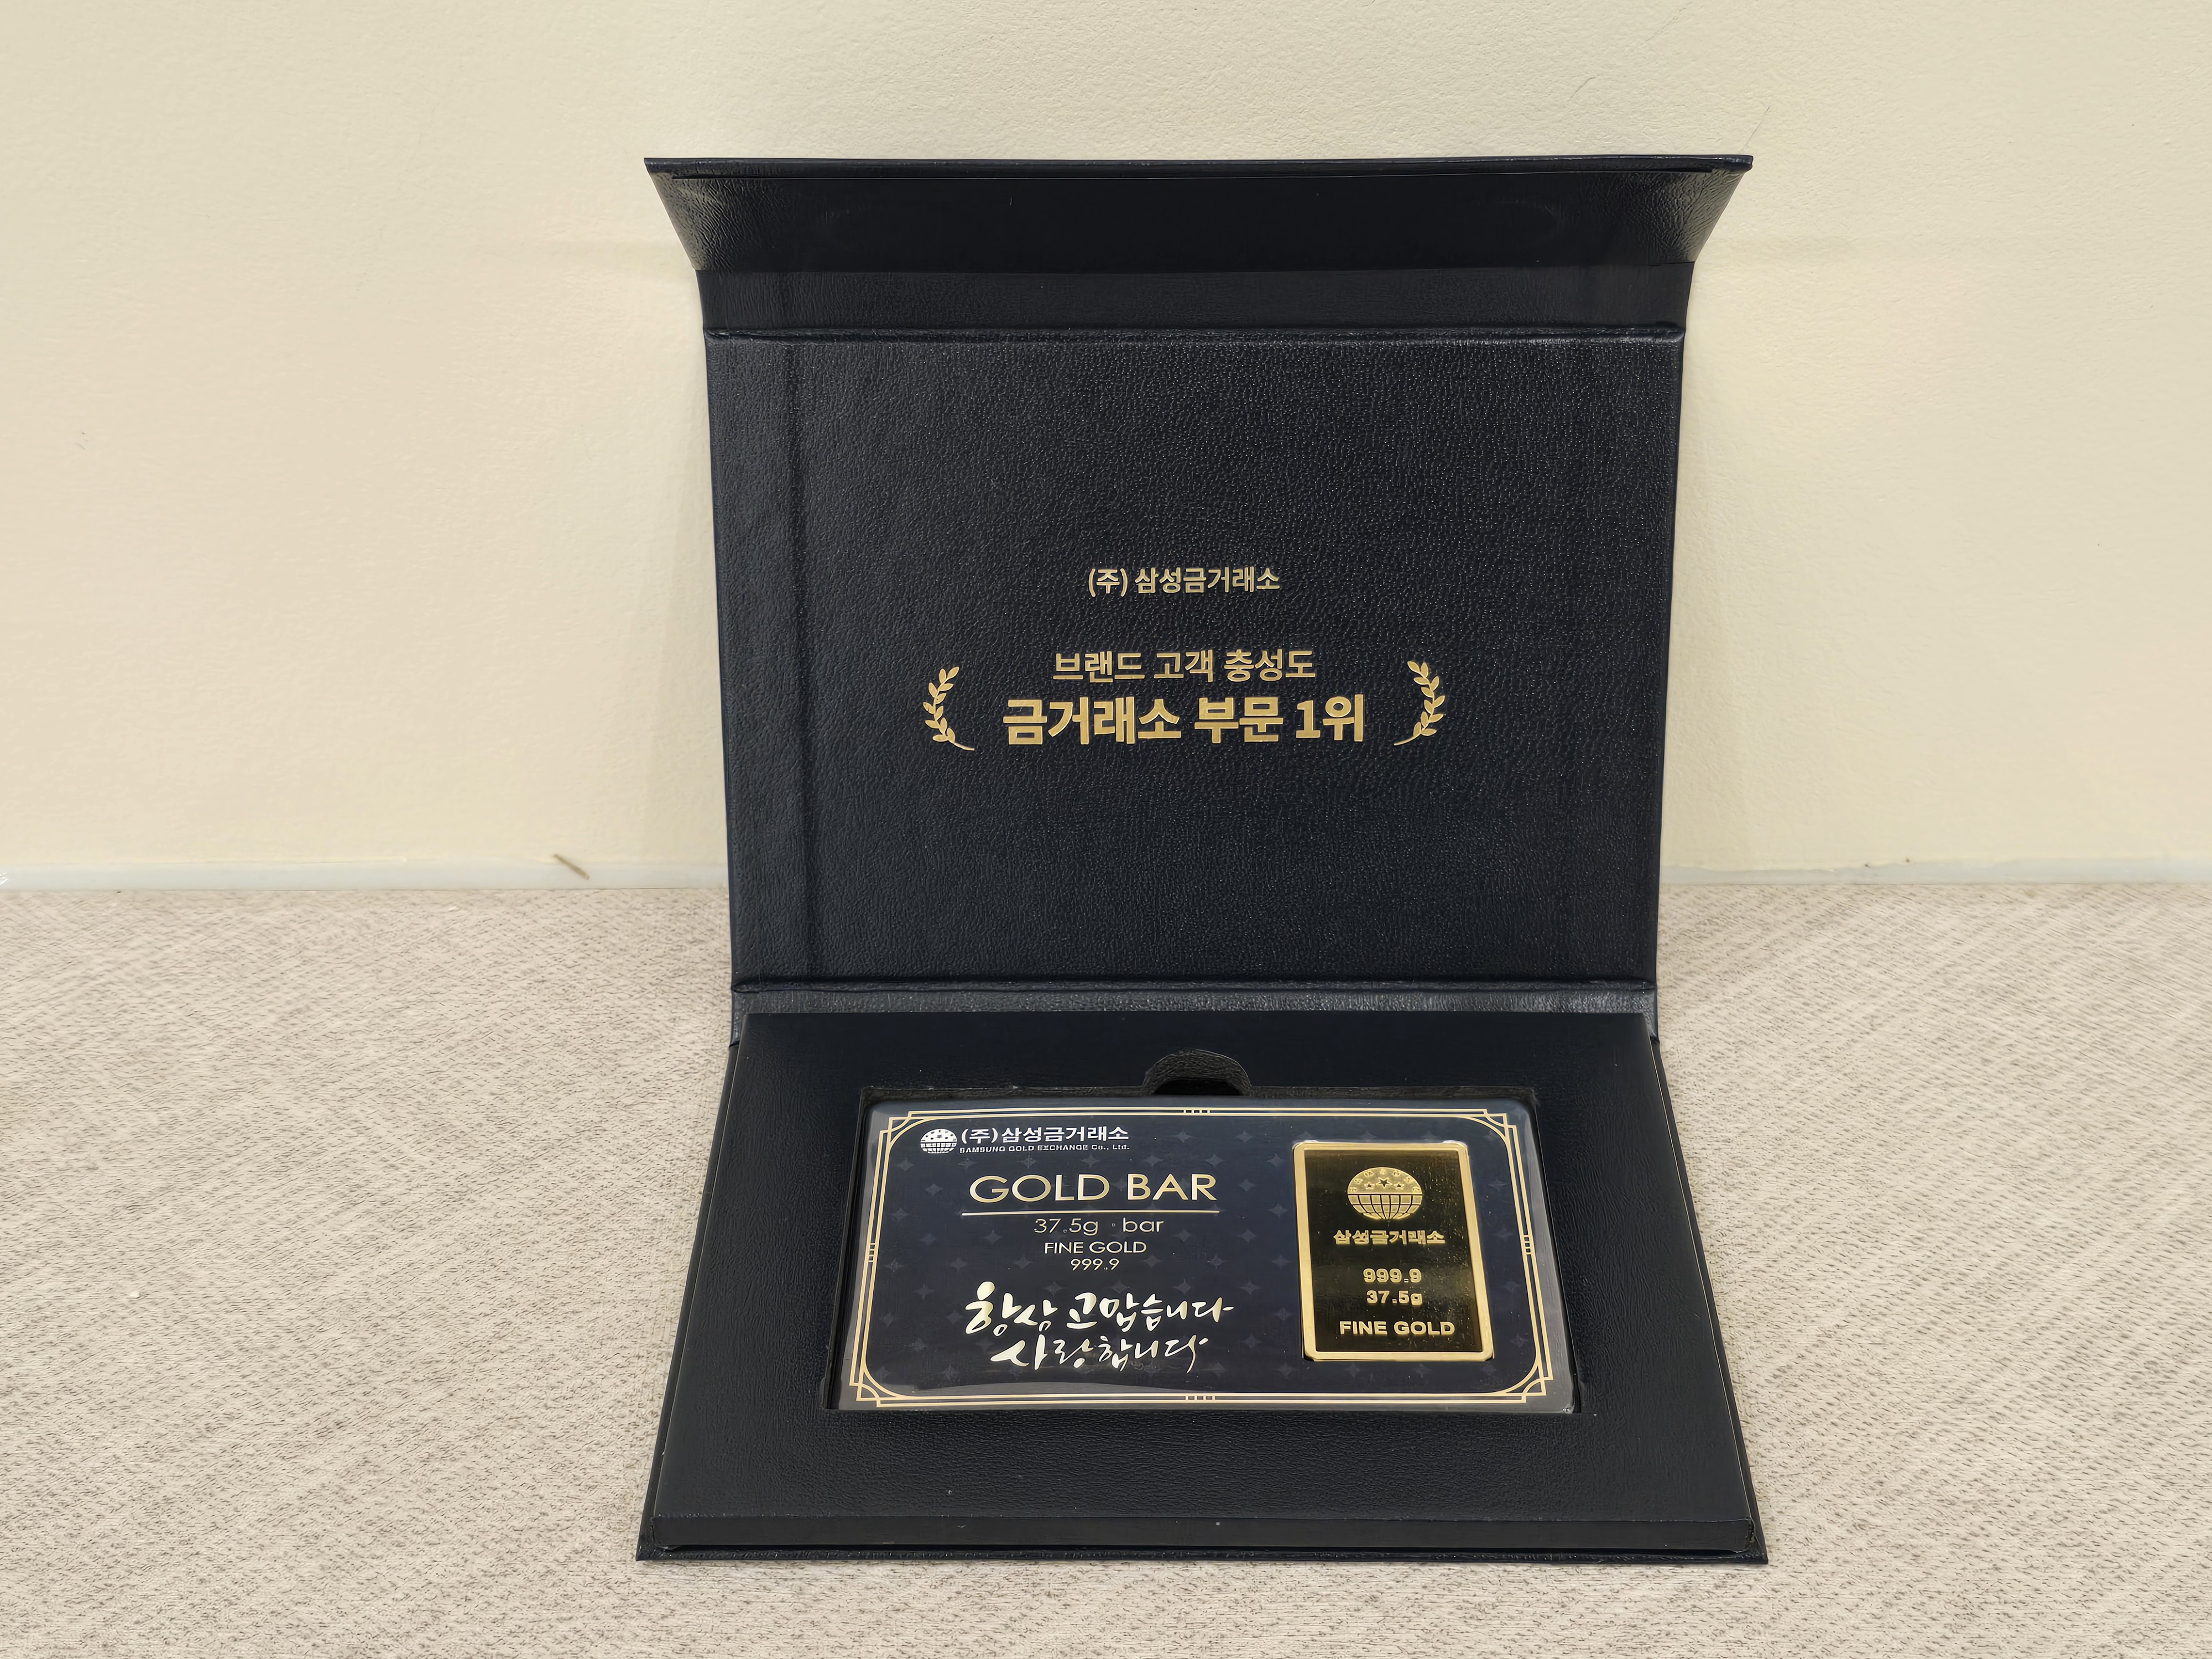 (주) 삼성금거래소
브랜드 고객 충성도
금거래소 부문 1위
(주)삼성금거래소
SAMSUNG GOLD EXCHANGE Co., Ltd.
GOLD BAR
37.5g · bar
FINE GOLD
999.9
항상 고맙습니다
사랑합니다
삼성금거래소
999.9
37.5g
FINE GOLD